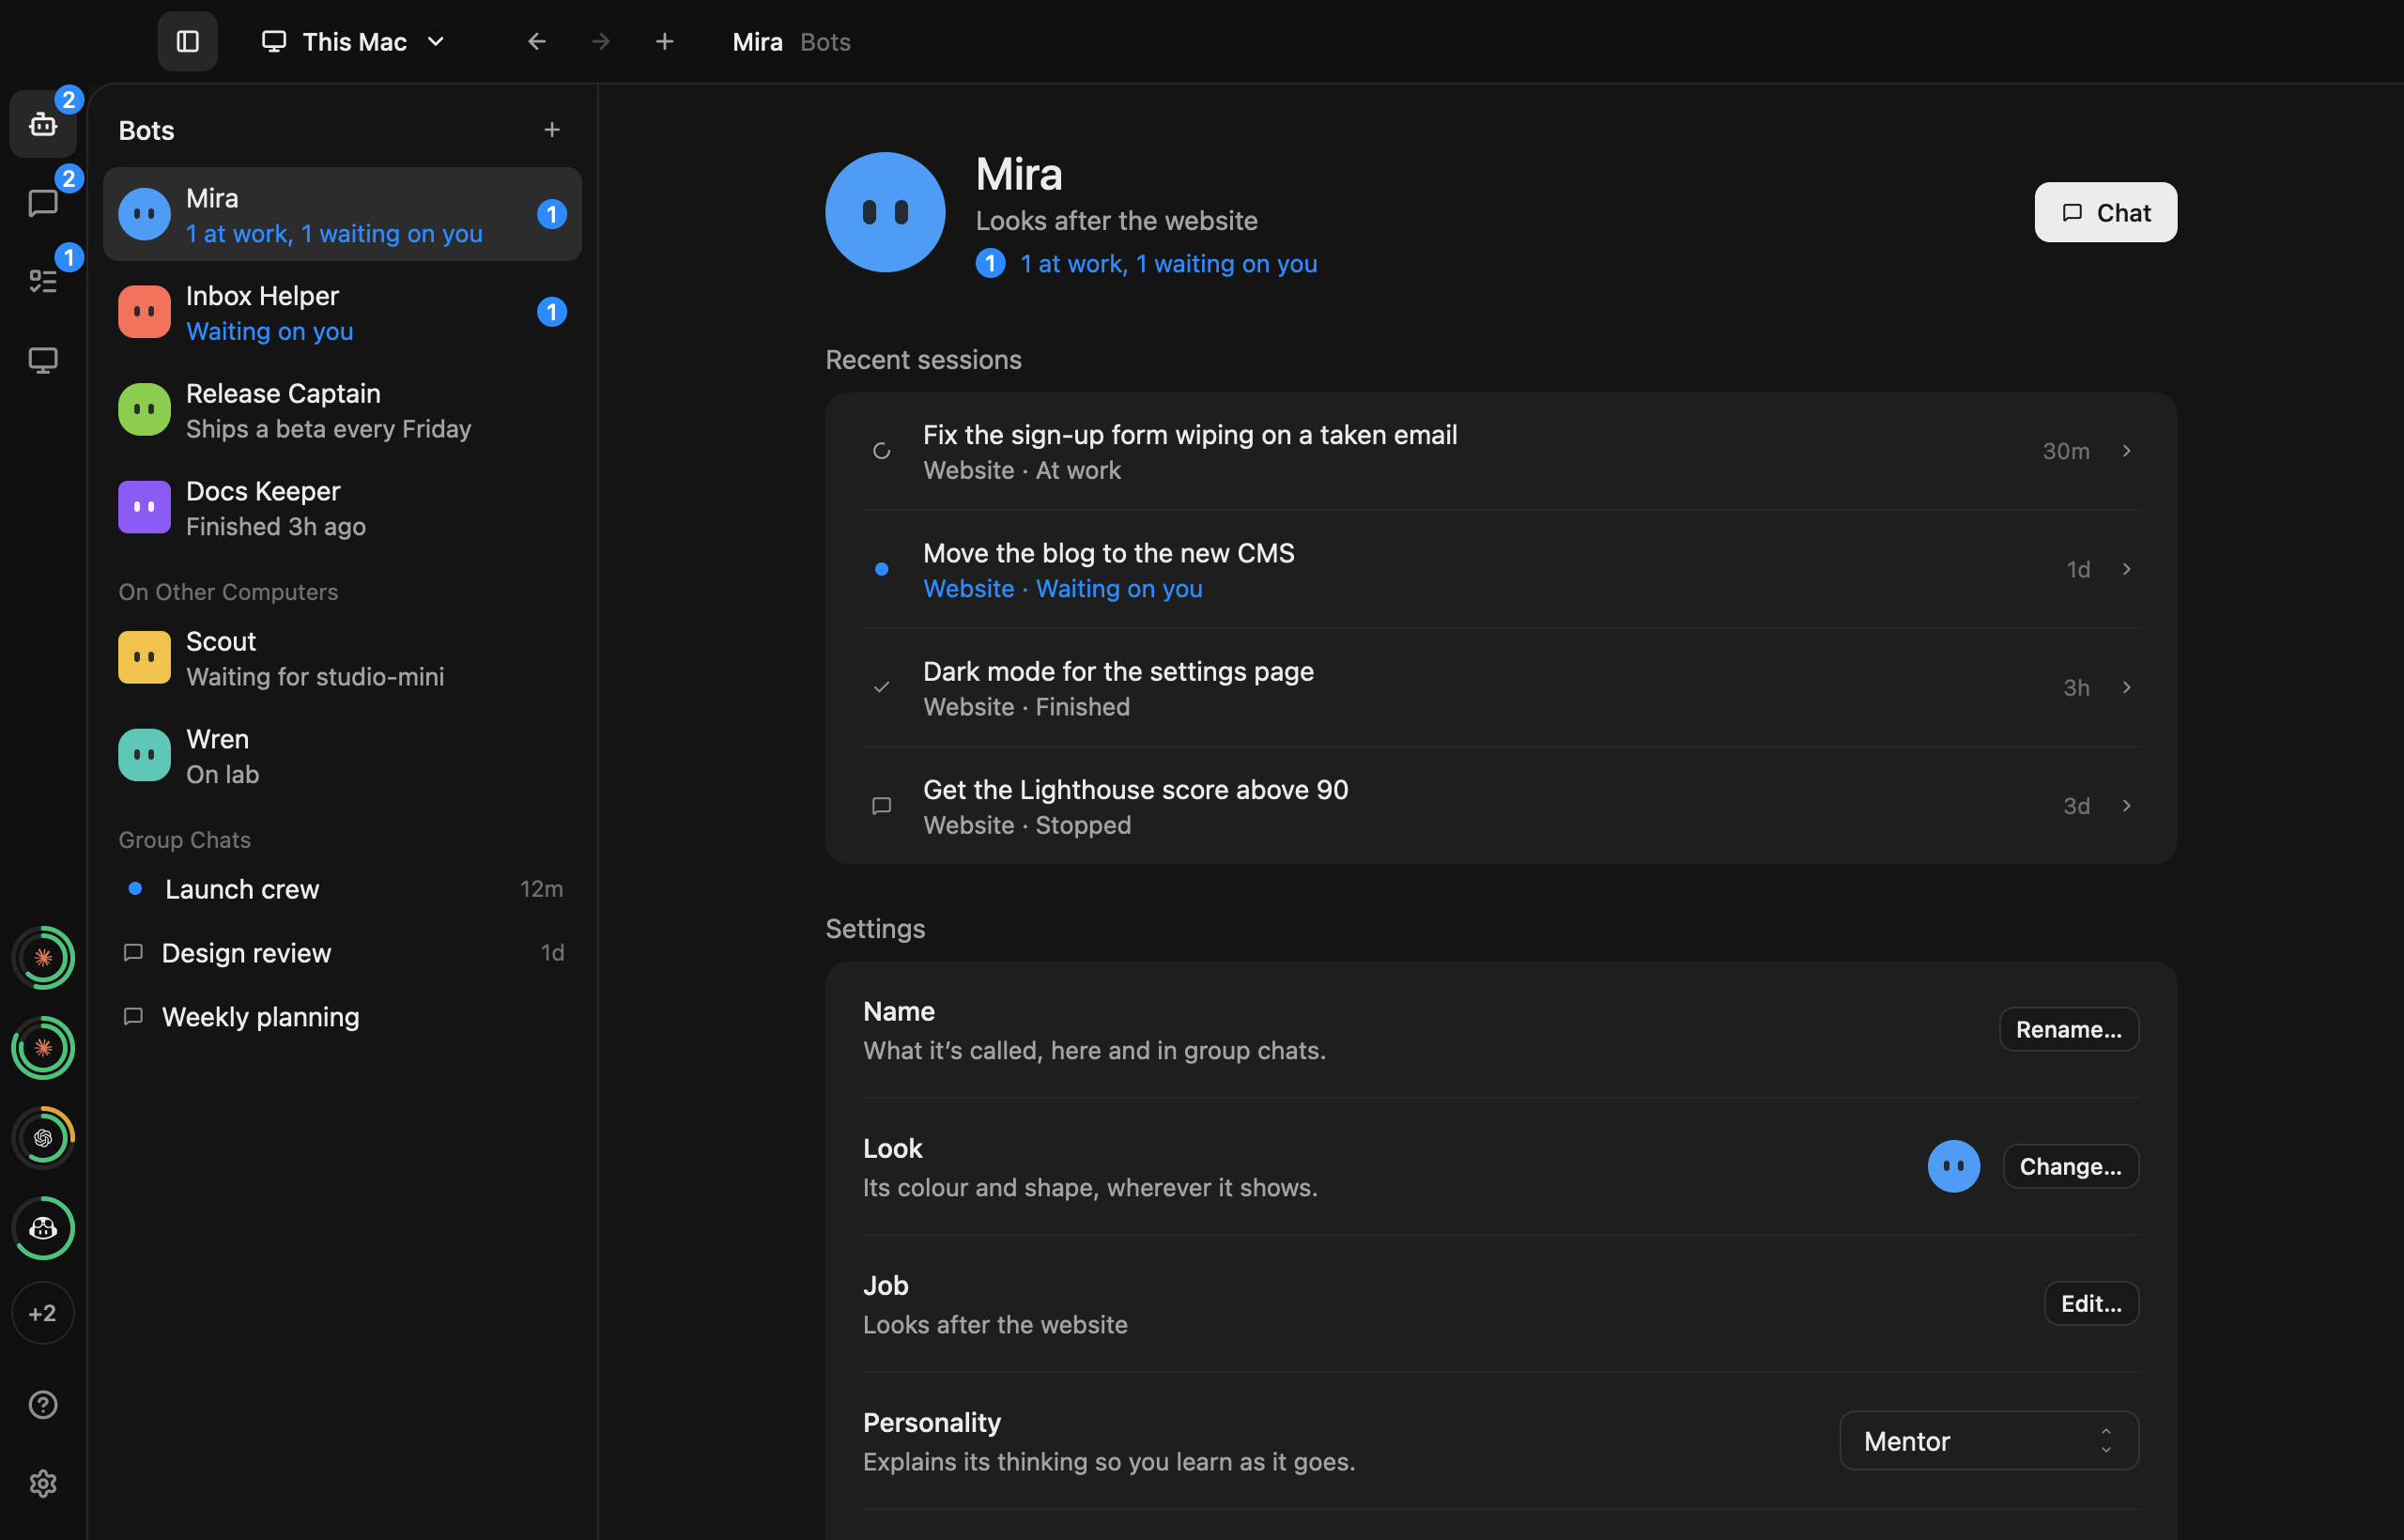 This Mac
Mira Bots
2
2
1
Bots
Mira
1 at work, 1 waiting on you
1
Inbox Helper
Waiting on you
1
Release Captain
Ships a beta every Friday
Docs Keeper
Finished 3h ago
On Other Computers
Scout
Waiting for studio-mini
Wren
On lab
Group Chats
Launch crew 12m
Design review 1d
Weekly planning
+2
Mira
Looks after the website
1 1 at work, 1 waiting on you
Chat
Recent sessions
Fix the sign-up form wiping on a taken email
Website · At work
30m
Move the blog to the new CMS
Website · Waiting on you
1d
Dark mode for the settings page
Website · Finished
3h
Get the Lighthouse score above 90
Website · Stopped
3d
Settings
Name
What it’s called, here and in group chats.
Rename...
Look
Its colour and shape, wherever it shows.
Change...
Job
Looks after the website
Edit...
Personality
Explains its thinking so you learn as it goes.
Mentor